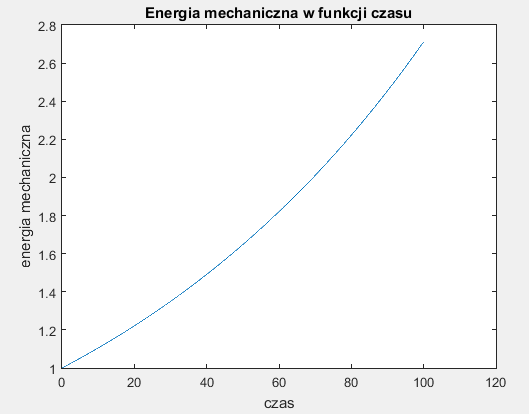 Energia mechaniczna w funkcji czasu
2.8
2.6
2.4
2.2
2
1.8
1.6
1.4
1.2
1
energia mechaniczna
0 20 40 60 80 100 120
czas